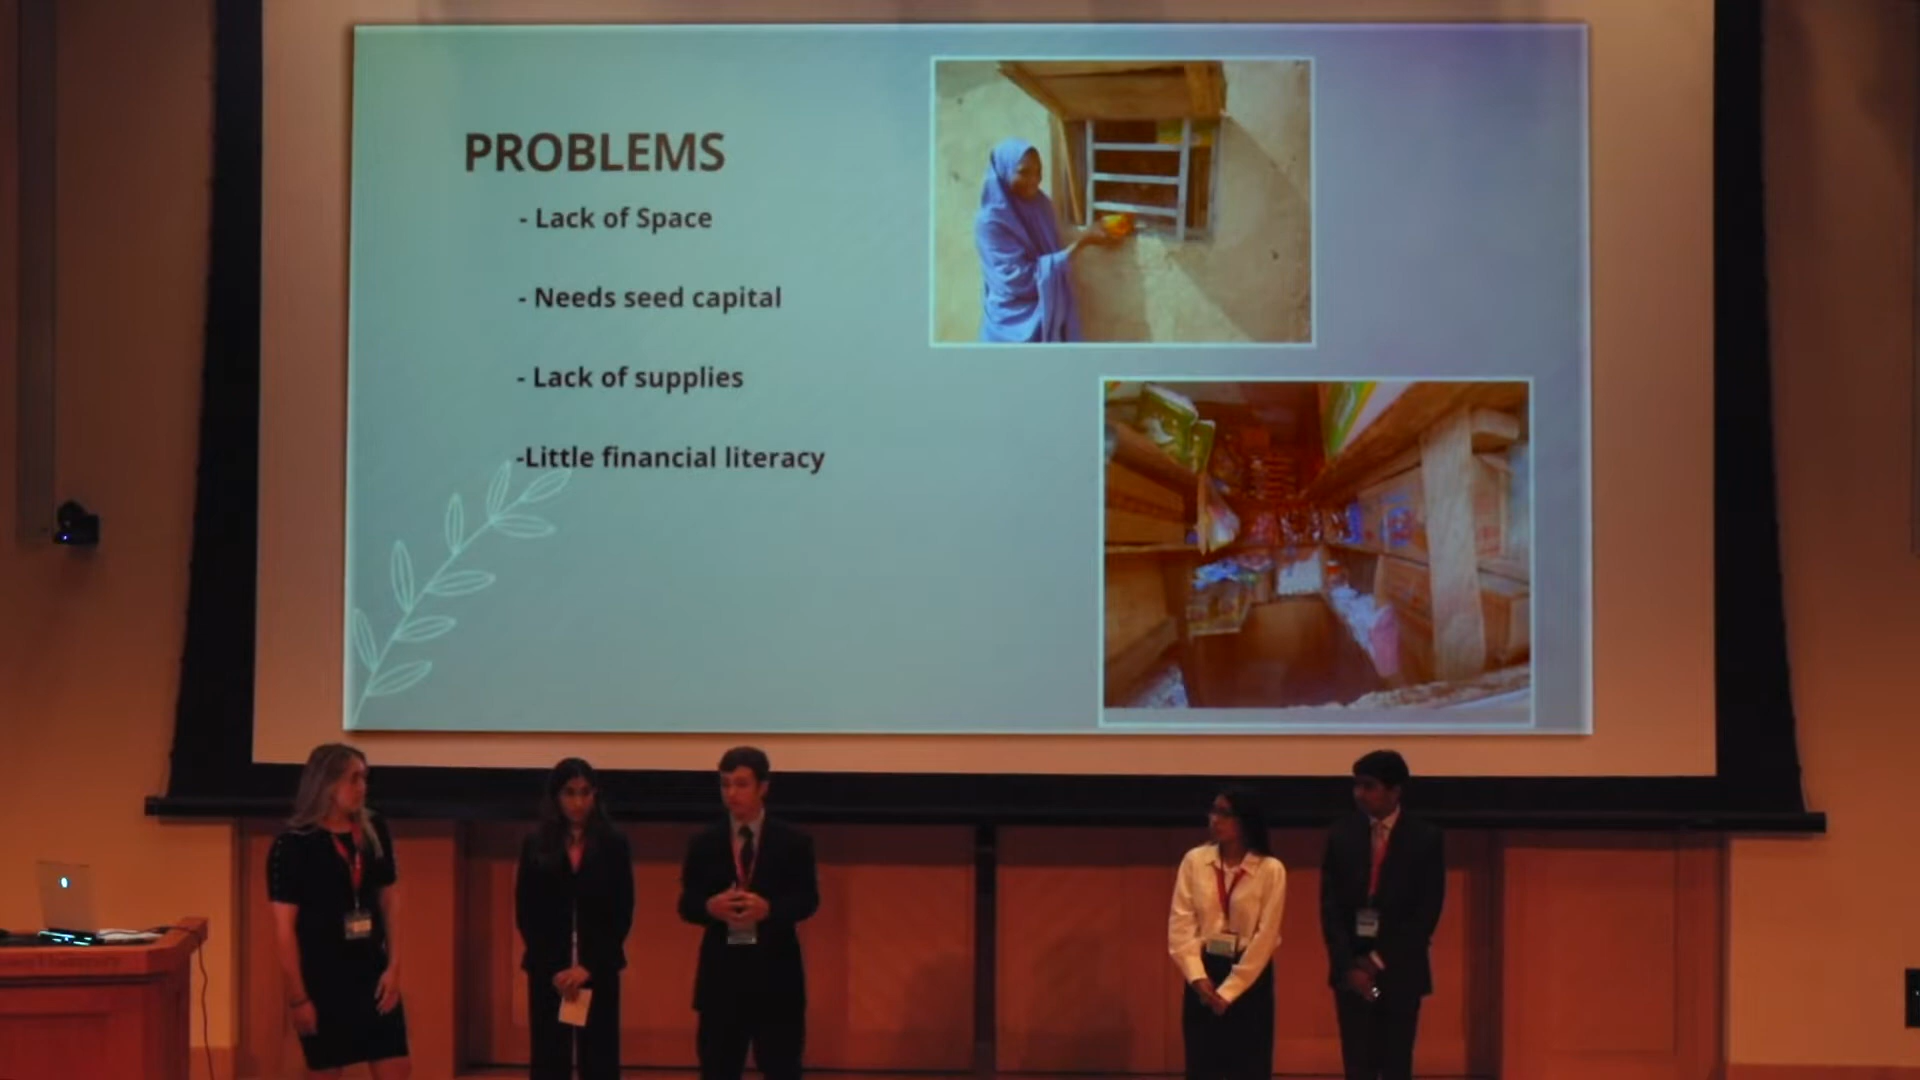 PROBLEMS
- Lack of Space
- Needs seed capital
- Lack of supplies
-Little financial literacy